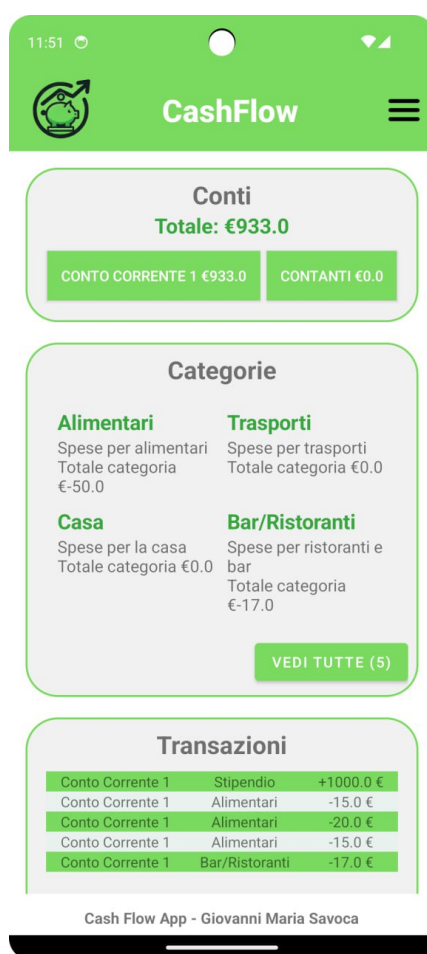 11:51
CashFlow
Conti
Totale: €933.0
CONTO CORRENTE 1 €933.0 CONTANTI €0.0
Categorie
Alimentari
Spese per alimentari
Totale categoria
€-50.0
Trasporti
Spese per trasporti
Totale categoria €0.0
Casa
Spese per la casa
Totale categoria €0.0
Bar/Ristoranti
Spese per ristoranti e
bar
Totale categoria
€-17.0
VEDI TUTTE (5)
Transazioni
Conto Corrente 1 Stipendio +1000.0 €
Conto Corrente 1 Alimentari -15.0 €
Conto Corrente 1 Alimentari -20.0 €
Conto Corrente 1 Alimentari -15.0 €
Conto Corrente 1 Bar/Ristoranti -17.0 €
Cash Flow App - Giovanni Maria Savoca